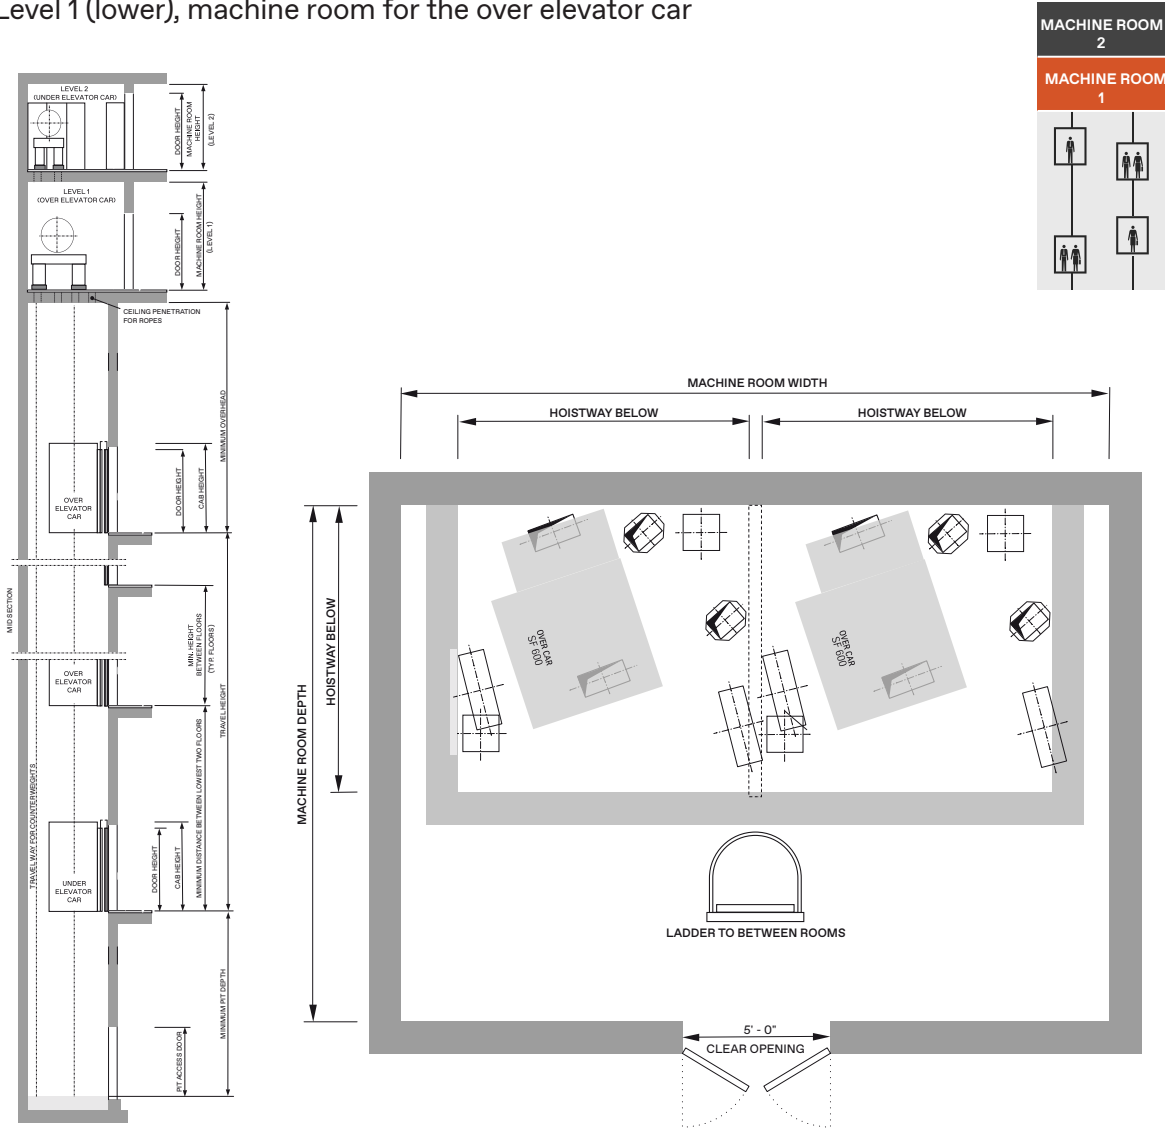 Level 1 (lower), machine room for the over elevator car
MACHINE ROOM
2
MACHINE ROOM
1
LEVEL 2
(UNDER ELEVATOR CAR)
DOOR HEIGHT
MACHINE ROOM
HEIGHT
(LEVEL 2)
LEVEL 1
(OVER ELEVATOR CAR)
DOOR HEIGHT
MACHINE ROOM HEIGHT
(LEVEL 1)
CEILING PENETRATION
FOR ROPES
MINIMUM OVERHEAD
OVER
ELEVATOR
CAR
DOOR HEIGHT
CAB HEIGHT
MID SECTION
MIN. HEIGHT
BETWEEN FLOORS
(TYP. FLOORS)
OVER
ELEVATOR
CAR
TRAVEL HEIGHT
TRAVEL WAY FOR COUNTERWEIGHTS
MINIMUM DISTANCE BETWEEN LOWEST TWO FLOORS
UNDER
ELEVATOR
CAR
DOOR HEIGHT
CAB HEIGHT
MINIMUM PIT DEPTH
PIT ACCESS DOOR
MACHINE ROOM WIDTH
HOISTWAY BELOW
HOISTWAY BELOW
MACHINE ROOM DEPTH
HOISTWAY BELOW
OVER CAR
SF 600
OVER CAR
SF 600
LADDER TO BETWEEN ROOMS
5' - 0"
CLEAR OPENING